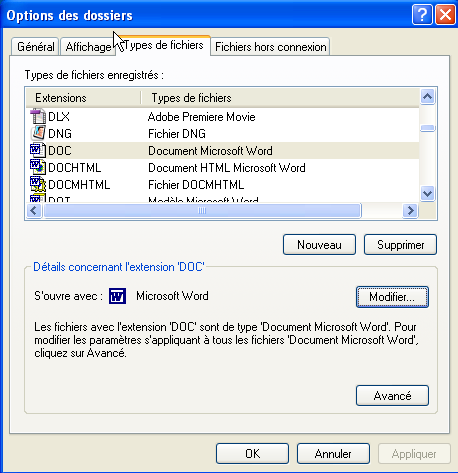 Options des dossiers
Général Affichage Types de fichiers Fichiers hors connexion
Types de fichiers enregistrés :
Extensions Types de fichiers
DLX Adobe Premiere Movie
DNG Fichier DNG
DOC Document Microsoft Word
DOCHTML Document HTML Microsoft Word
DOCMHTML Fichier DOCMHTML
DOT Modèle Microsoft Word
Nouveau Supprimer
Détails concernant l'extension 'DOC'
S'ouvre avec : Microsoft Word Modifier...
Les fichiers avec l'extension 'DOC' sont de type 'Document Microsoft Word'. Pour
modifier les paramètres s'appliquant à tous les fichiers 'Document Microsoft Word',
cliquez sur Avancé.
Avancé
OK Annuler Appliquer